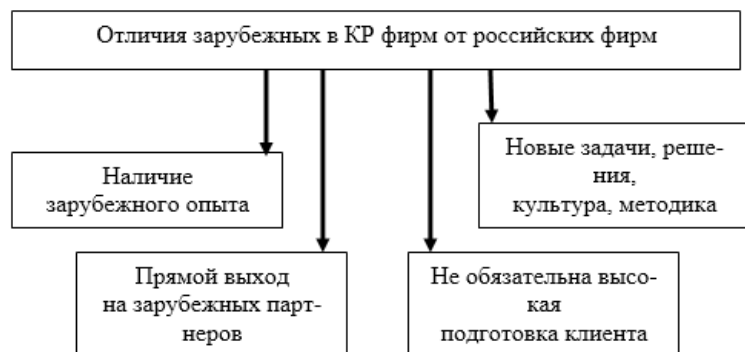 Отличия зарубежных в КР фирм от российских фирм
Наличие
зарубежного опыта
Новые задачи, реше-
ния,
культура, методика
Прямой выход
на зарубежных парт-
неров
Не обязательна высо-
кая
подготовка клиента